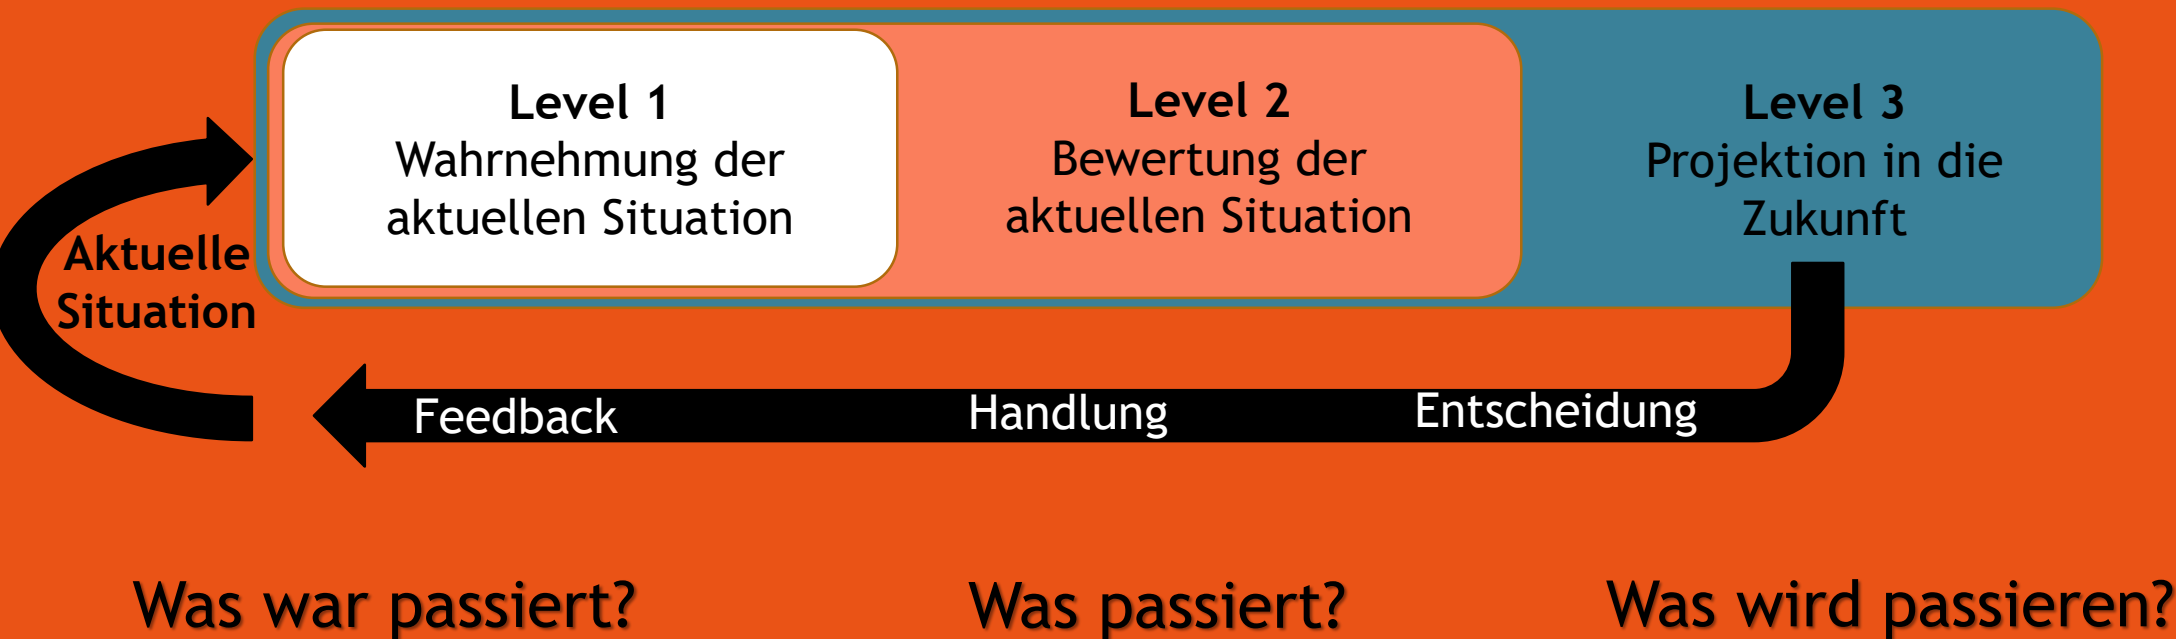 Level 1
Wahrnehmung der
aktuellen Situation
Level 2
Bewertung der
aktuellen Situation
Level 3
Projektion in die
Zukunft
Aktuelle
Situation
Feedback
Handlung
Entscheidung
Was war passiert?
Was passiert?
Was wird passieren?